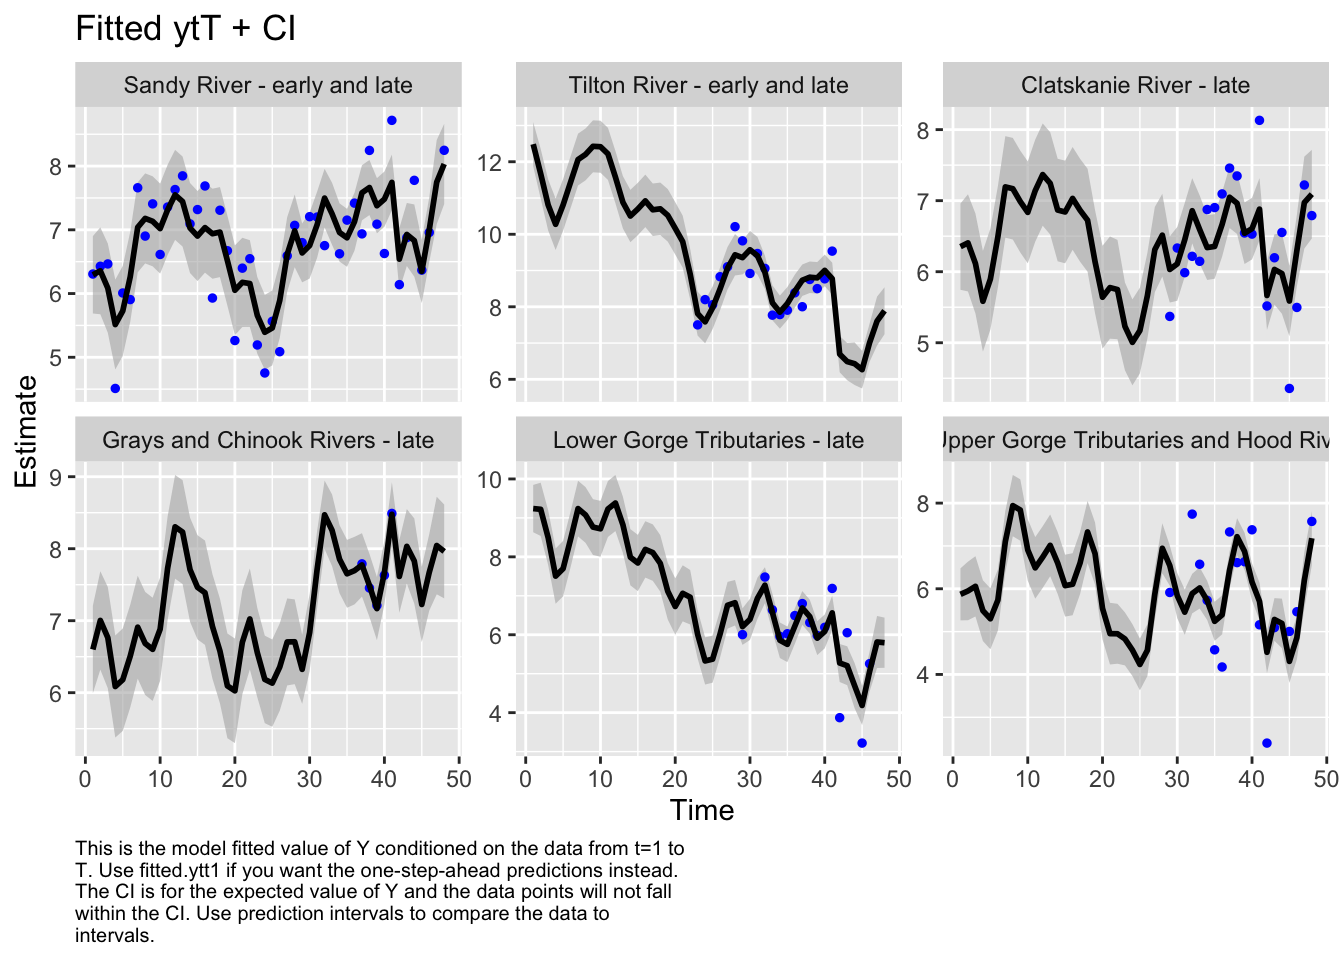 Fitted ytT + CI
Sandy River - early and late
Tilton River - early and late
Clatskanie River - late
8
7
6
5
12
10
8
6
8
7
6
5
Estimate
Grays and Chinook Rivers - late
Lower Gorge Tributaries - late
Upper Gorge Tributaries and Hood Riv
9
8
7
6
10
8
6
4
8
6
4
0 10 20 30 40 50
0 10 20 30 40 50
0 10 20 30 40 50
Time
This is the model fitted value of Y conditioned on the data from t=1 to
T. Use fitted.ytt1 if you want the one-step-ahead predictions instead.
The CI is for the expected value of Y and the data points will not fall
within the CI. Use prediction intervals to compare the data to
intervals.